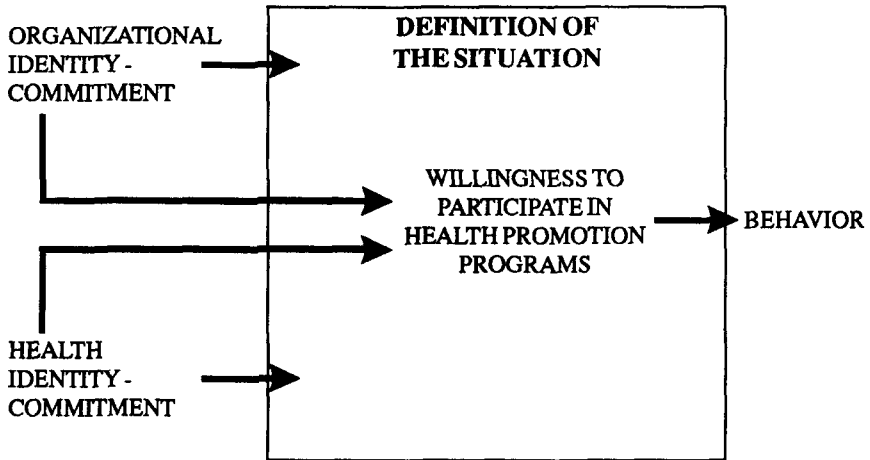 ORGANIZATIONAL
IDENTITY -
COMMITMENT
DEFINITION OF
THE SITUATION
WILLINGNESS TO
PARTICIPATE IN
HEALTH PROMOTION
PROGRAMS
BEHAVIOR
HEALTH
IDENTITY -
COMMITMENT